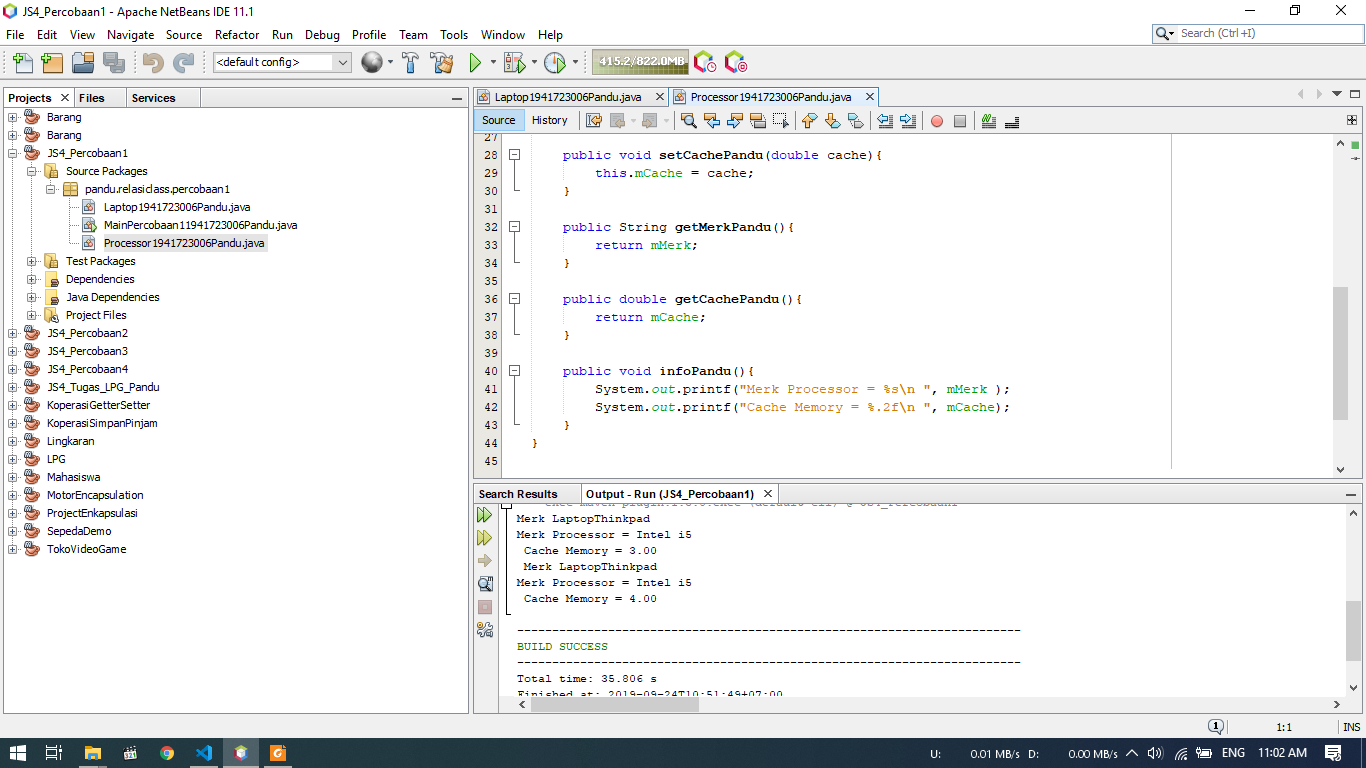 JS4_Percobaan1 - Apache NetBeans IDE 11.1
File Edit View Navigate Source Refactor Run Debug Profile Team Tools Window Help
Search (Ctrl+I)
<default config>
415.2/822.0MB
Projects
Files
Services
Barang
Barang
JS4_Percobaan1
Source Packages
pandu.relasiclass.percobaan1
Laptop1941723006Pandu.java
MainPercobaan11941723006Pandu.java
Processor1941723006Pandu.java
Test Packages
Dependencies
Java Dependencies
Project Files
JS4_Percobaan2
JS4_Percobaan3
JS4_Percobaan4
JS4_Tugas_LPG_Pandu
KoperasiGetterSetter
KoperasiSimpanPinjam
Lingkaran
LPG
Mahasiswa
MotorEncapsulation
ProjectEnkapsulasi
SepedaDemo
TokoVideoGame
Laptop1941723006Pandu.java
Processor1941723006Pandu.java
Source
History
27
28 public void setCachePandu(double cache){
29 this.mCache = cache;
30 }
31
32 public String getMerkPandu(){
33 return mMerk;
34 }
35
36 public double getCachePandu(){
37 return mCache;
38 }
39
40 public void infoPandu(){
41 System.out.printf("Merk Processor = %s\n ", mMerk );
42 System.out.printf("Cache Memory = %.2f\n ", mCache);
43 }
44 }
45
Search Results
Output - Run (JS4_Percobaan1)
Merk LaptopThinkpad
Merk Processor = Intel i5
Cache Memory = 3.00
Merk LaptopThinkpad
Merk Processor = Intel i5
Cache Memory = 4.00
------------------------------------------------------------------------
BUILD SUCCESS
------------------------------------------------------------------------
Total time: 35.806 s
Finished at: 2019-09-24T10:51:49+07:00
1
1:1
INS
U: 0.01 MB/s D: 0.00 MB/s
ENG
11:02 AM